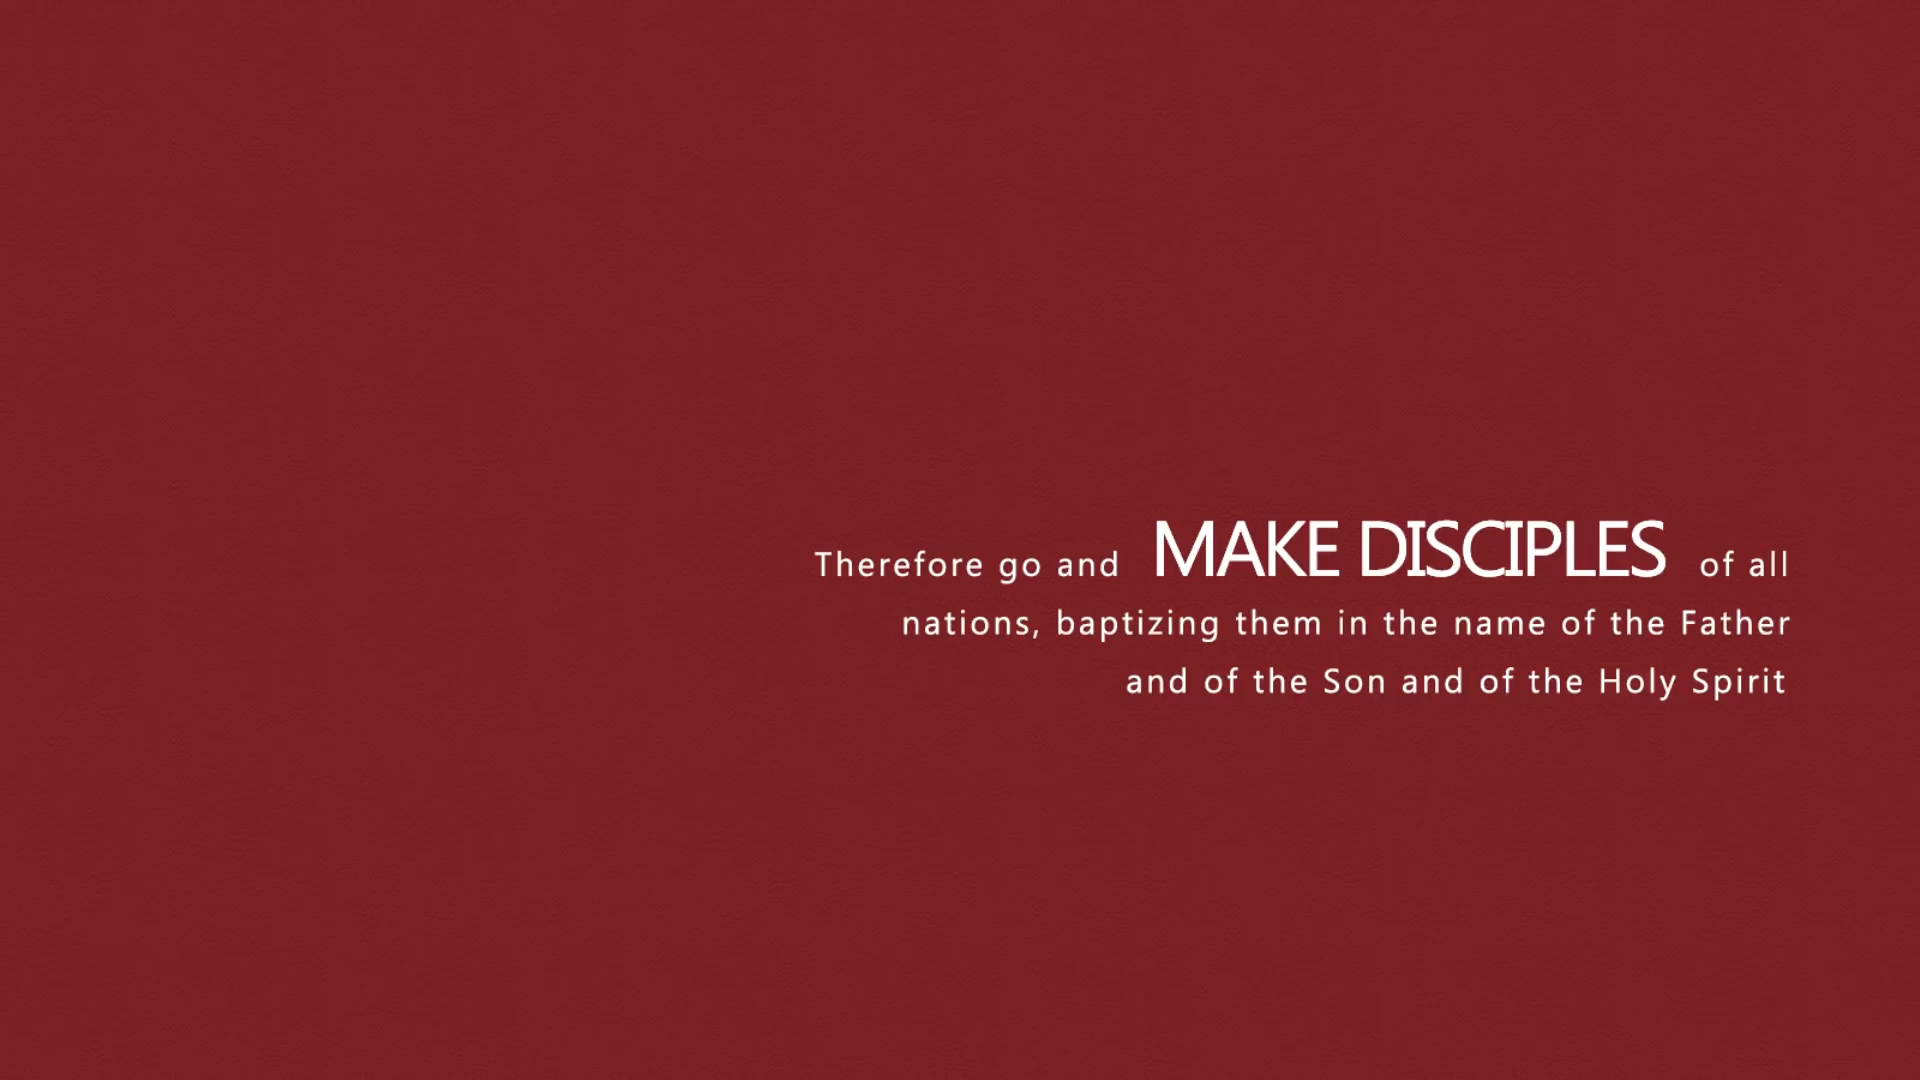 Therefore go and MAKE DISCIPLES of all
nations, baptizing them in the name of the Father
and of the Son and of the Holy Spirit